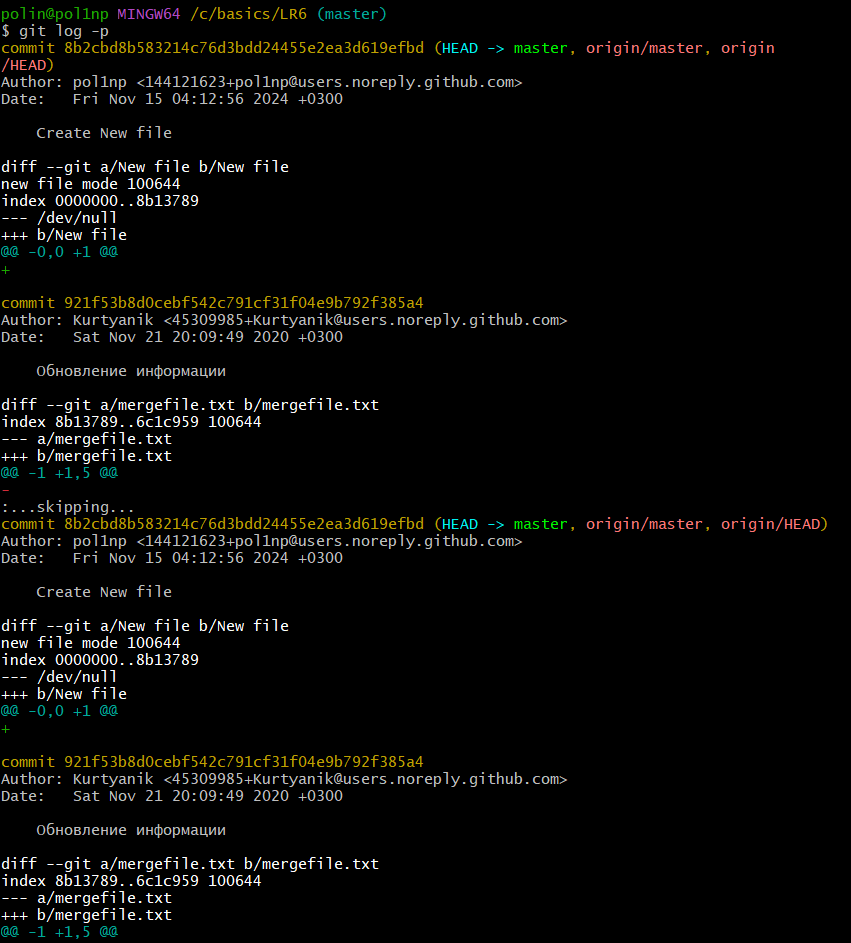 polin@pol1np MINGW64 /c/basics/LR6 (master)
$ git log -p
commit 8b2cbd8b583214c76d3bdd24455e2ea3d619efbd (HEAD -> master, origin/master, origin
/HEAD)
Author: pol1np <144121623+pol1np@users.noreply.github.com>
Date:   Fri Nov 15 04:12:56 2024 +0300

    Create New file

diff --git a/New file b/New file
new file mode 100644
index 0000000..8b13789
--- /dev/null
+++ b/New file
@@ -0,0 +1 @@
+

commit 921f53b8d0cebf542c791cf31f04e9b792f385a4
Author: Kurtyanik <45309985+Kurtyanik@users.noreply.github.com>
Date:   Sat Nov 21 20:09:49 2020 +0300

    Обновление информации

diff --git a/mergefile.txt b/mergefile.txt
index 8b13789..6c1c959 100644
--- a/mergefile.txt
+++ b/mergefile.txt
@@ -1 +1,5 @@
-
:...skipping...
commit 8b2cbd8b583214c76d3bdd24455e2ea3d619efbd (HEAD -> master, origin/master, origin/HEAD)
Author: pol1np <144121623+pol1np@users.noreply.github.com>
Date:   Fri Nov 15 04:12:56 2024 +0300

    Create New file

diff --git a/New file b/New file
new file mode 100644
index 0000000..8b13789
--- /dev/null
+++ b/New file
@@ -0,0 +1 @@
+

commit 921f53b8d0cebf542c791cf31f04e9b792f385a4
Author: Kurtyanik <45309985+Kurtyanik@users.noreply.github.com>
Date:   Sat Nov 21 20:09:49 2020 +0300

    Обновление информации

diff --git a/mergefile.txt b/mergefile.txt
index 8b13789..6c1c959 100644
--- a/mergefile.txt
+++ b/mergefile.txt
@@ -1 +1,5 @@